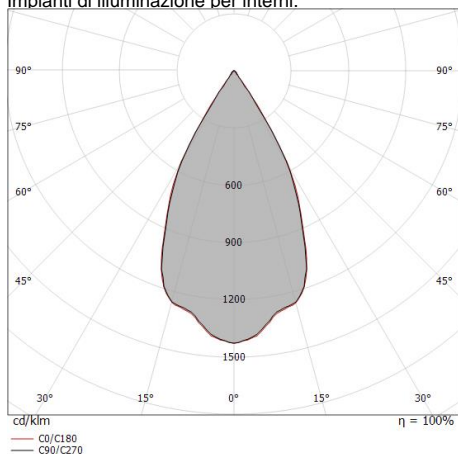 impianti di illuminazione per interni.
90° 90°
75° 75°
60° 60°
600
45° 45°
900
1200
1500
30° 15° 0° 15° 30°
cd/klm η = 100%
C0/C180
C90/C270